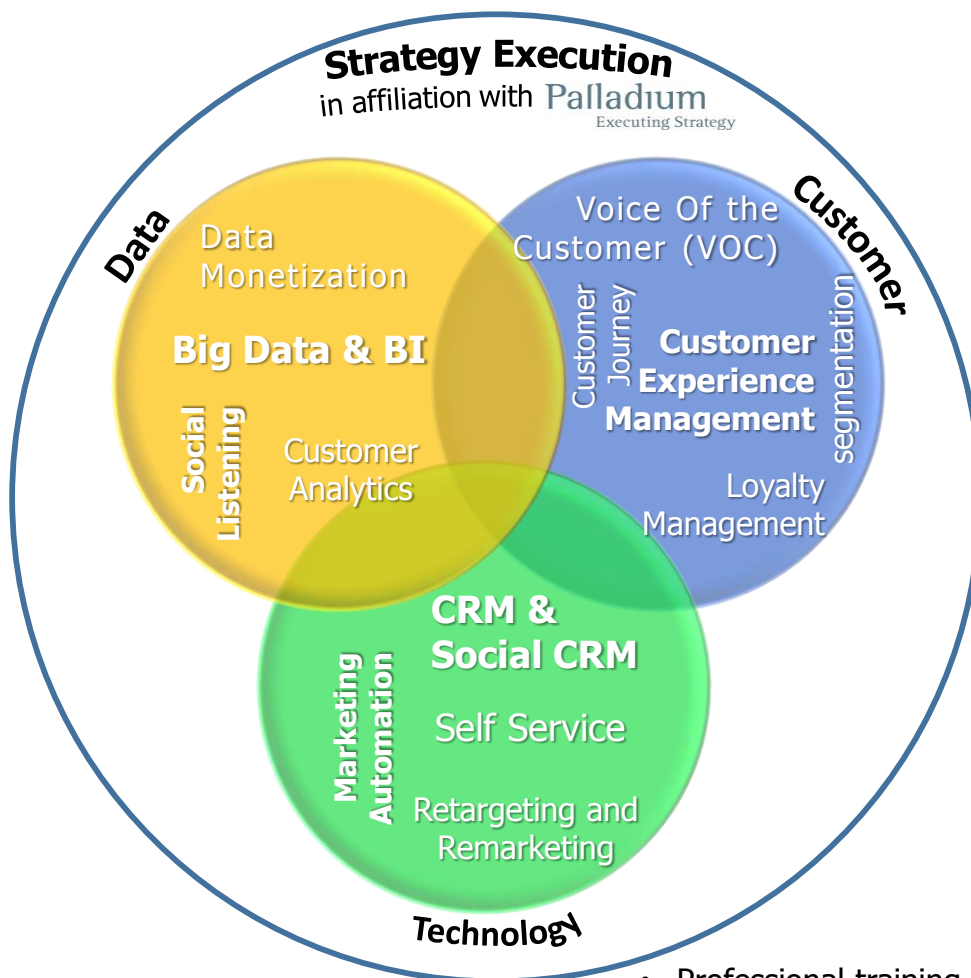 Strategy Execution
in affiliation with Palladium
Executing Strategy
Data
Customer
Data
Monetization
Big Data & BI
Social
Listening
Customer
Analytics
Voice Of the
Customer (VOC)
Customer
Journey
Customer
Experience
Management
segmentation
Loyalty
Management
CRM &
Social CRM
Marketing
Automation
Self Service
Retargeting and
Remarketing
Technology
• Professional training